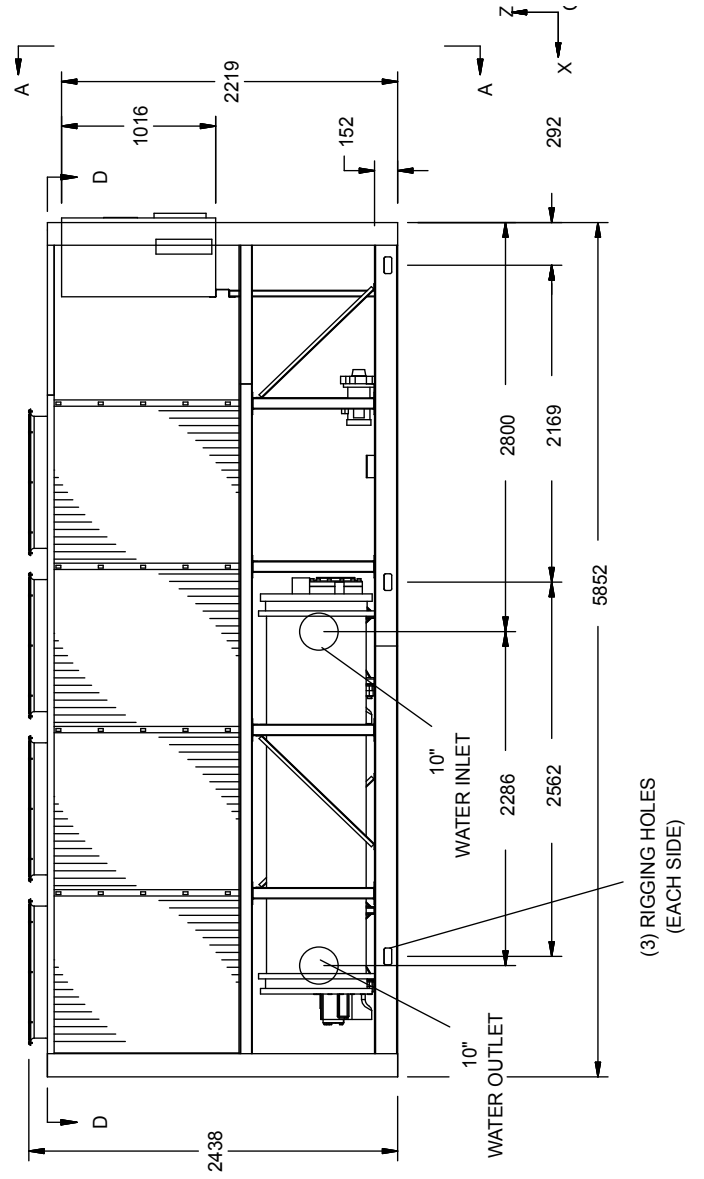 A
D
D
1016
2438
2219
152
10"
WATER INLET
10"
WATER OUTLET
A
2286
2800
Z
2562
2169
292
X
5852
(3) RIGGING HOLES
(EACH SIDE)